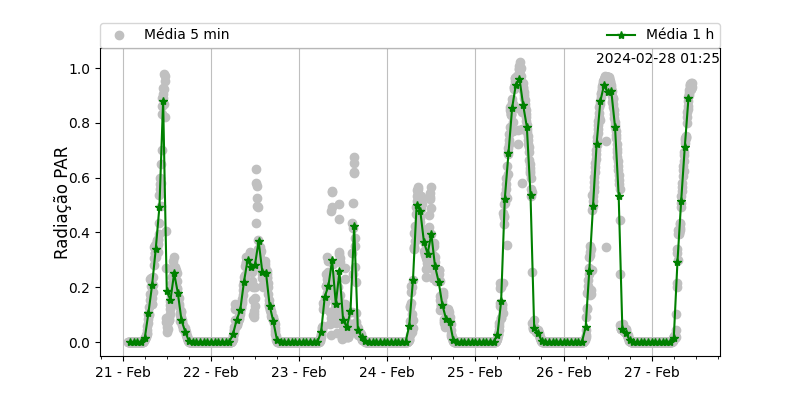 Média 5 min
Média 1 h
2024-02-28 01:25
Radiação PAR
1.0
0.8
0.6
0.4
0.2
0.0
21 - Feb
22 - Feb
23 - Feb
24 - Feb
25 - Feb
26 - Feb
27 - Feb